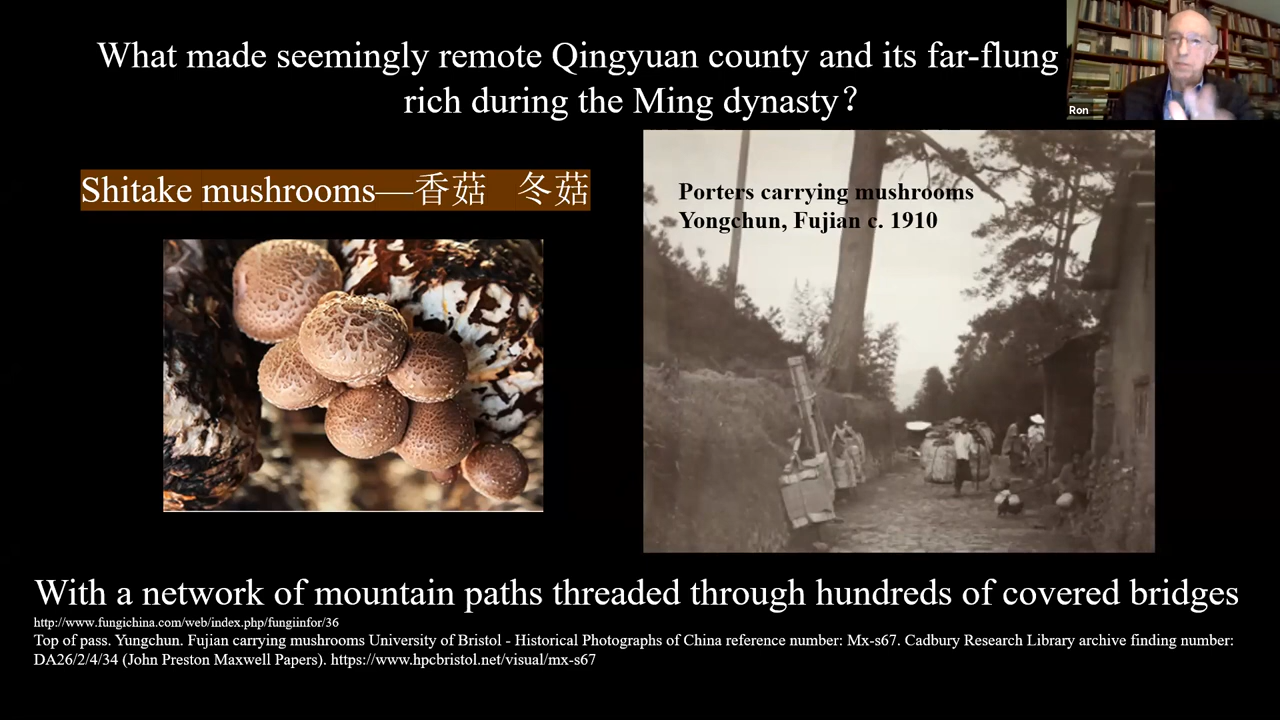 What made seemingly remote Qingyuan county and its far-flung
rich during the Ming dynasty？
Ron
Shitake mushrooms—香菇 冬菇
Porters carrying mushrooms
Yongchun, Fujian c. 1910
With a network of mountain paths threaded through hundreds of covered bridges
http://www.fungichina.com/web/index.php/fungiinfor/36
Top of pass. Yungchun. Fujian carrying mushrooms University of Bristol - Historical Photographs of China reference number: Mx-s67. Cadbury Research Library archive finding number:
DA26/2/4/34 (John Preston Maxwell Papers). https://www.hpcbristol.net/visual/mx-s67